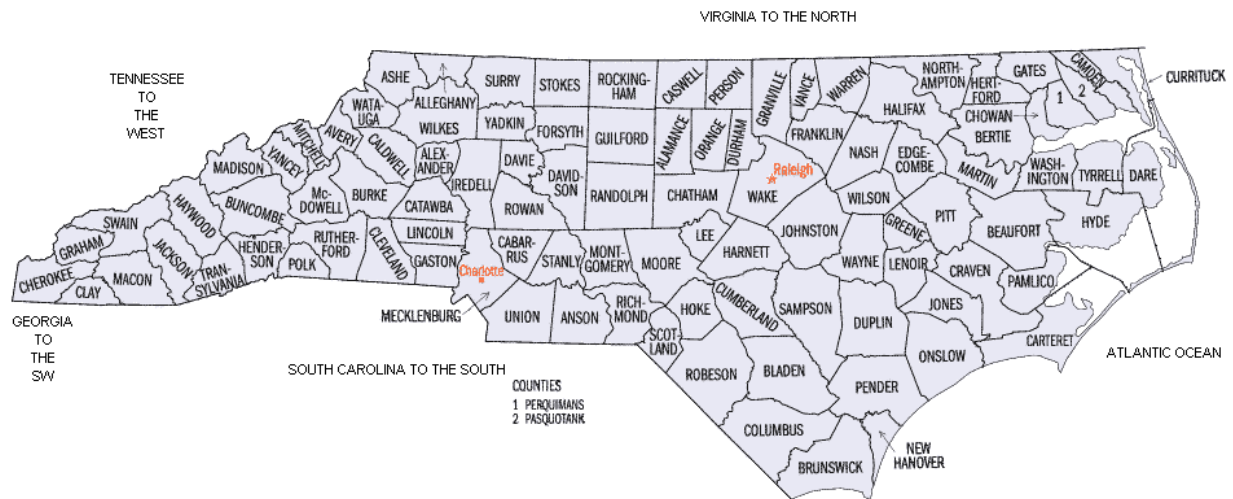 VIRGINIA TO THE NORTH
TENNESSEE
TO
THE
WEST
ASHE
ALLEGHANY
SURRY
STOKES
ROCKING-
HAM
CASWELL
PERSON
GRANVILLE
VANCE
WARREN
NORTH-
AMPTON
HERT-
FORD
GATES
CAMDEN
CURRITUCK
WATA-
UGA
WILKES
YADKIN
FORSYTH
GUILFORD
ALAMANCE
ORANGE
DURHAM
FRANKLIN
HALIFAX
CHOWAN
BERTIE
1
2
MITCHELL
AVERY
CALDWELL
ALEX-
ANDER
IREDELL
DAVIE
DAVID-
SON
RANDOLPH
CHATHAM
Raleigh
WAKE
NASH
EDGE-
COMBE
MARTIN
WASH-
INGTON
TYRRELL
DARE
MADISON
YANCEY
Mc-
DOWELL
BURKE
CATAWBA
ROWAN
WILSON
PITT
BEAUFORT
HYDE
SWAIN
HAYWOOD
BUNCOMBE
RUTHER-
FORD
CLEVELAND
LINCOLN
GASTON
CABAR-
RUS
STANLY
MONT-
GOMERY
MOORE
LEE
HARNETT
JOHNSTON
GREENE
GRAHAM
JACKSON
HENDER-
SON
POLK
Charlotte
WAYNE
LENOIR
CRAVEN
PAMLICO
CHEROKEE
CLAY
MACON
TRAN-
SYLVANIA
MECKLENBURG
UNION
ANSON
RICH-
MOND
SCOT-
LAND
HOKE
CUMBERLAND
SAMPSON
DUPLIN
JONES
CARTERET
GEORGIA
TO
THE
SW
ONSLOW
ATLANTIC OCEAN
SOUTH CAROLINA TO THE SOUTH
ROBESON
BLADEN
PENDER
COUNTIES
1 PERQUIMANS
2 PASQUOTANK
COLUMBUS
BRUNSWICK
NEW
HANOVER